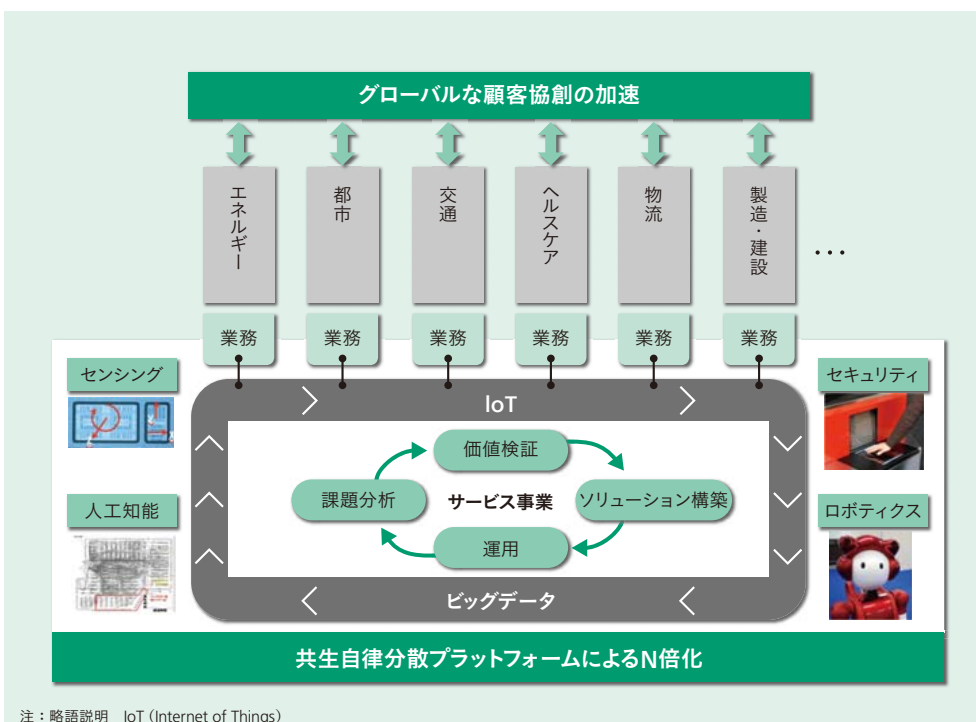 グローバルな顧客協創の加速
エネルギー
都市
交通
ヘルスケア
物流
製造・建設
…
業務
業務
業務
業務
業務
業務
センシング
セキュリティ
IoT
価値検証
課題分析
サービス事業
ソリューション構築
人工知能
ロボティクス
運用
ビッグデータ
共生自律分散プラットフォームによるN倍化
注：略語説明　IoT（Internet of Things）